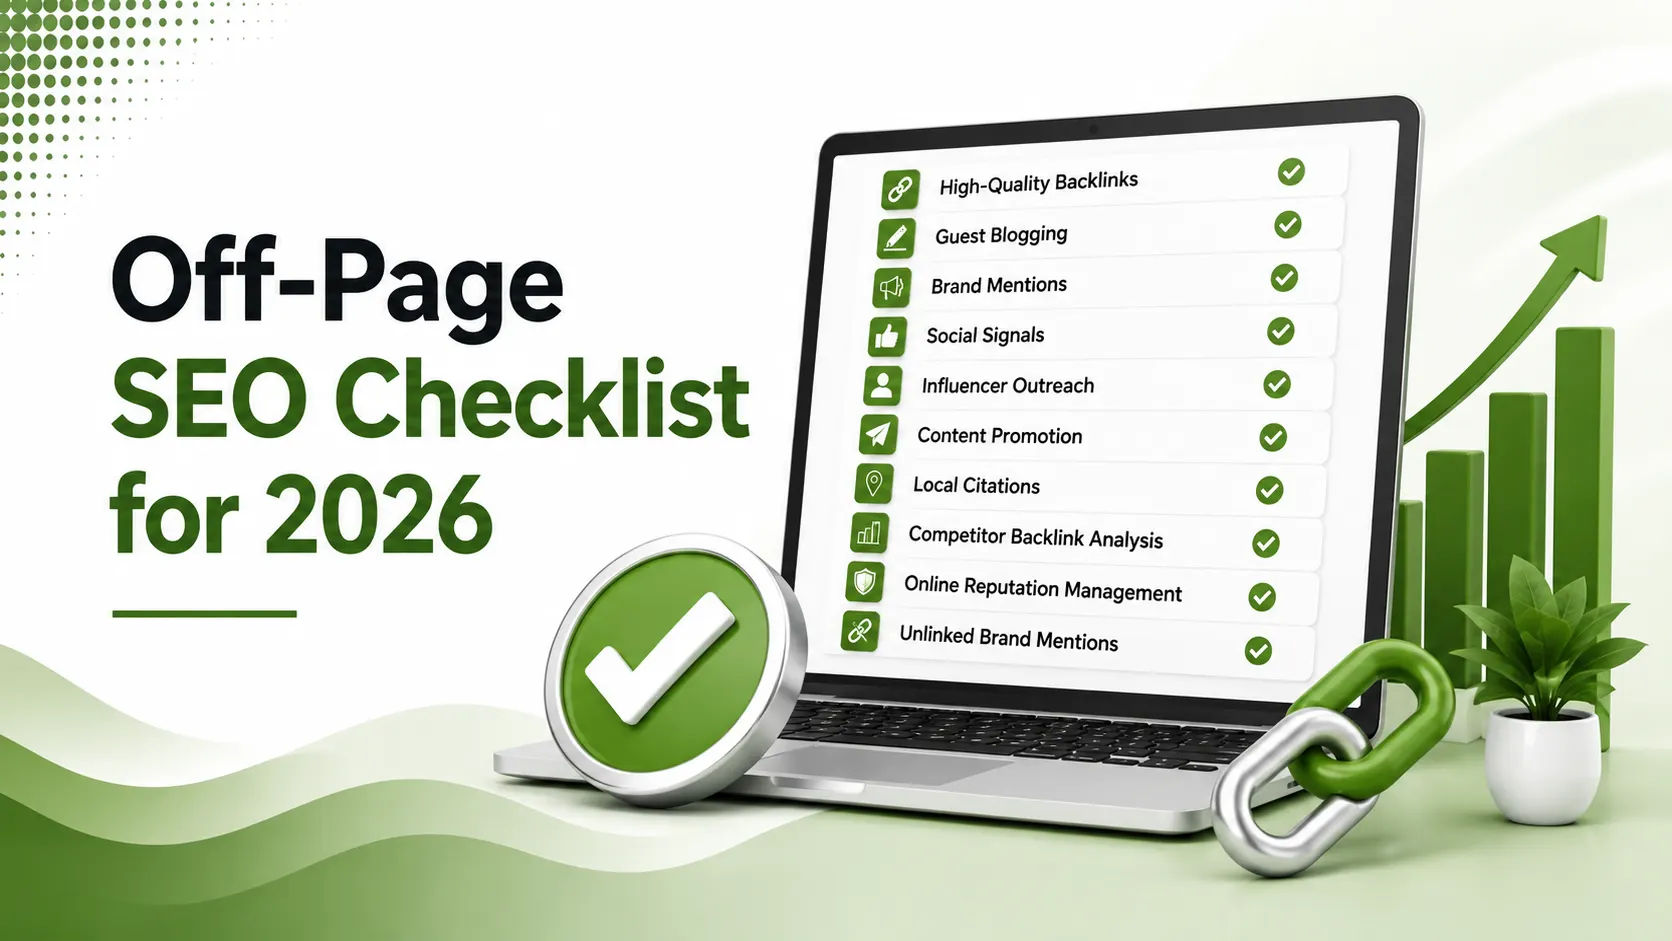 Off-Page
SEO Checklist
for 2026
High-Quality Backlinks
Guest Blogging
Brand Mentions
Social Signals
Influencer Outreach
Content Promotion
Local Citations
Competitor Backlink Analysis
Online Reputation Management
Unlinked Brand Mentions